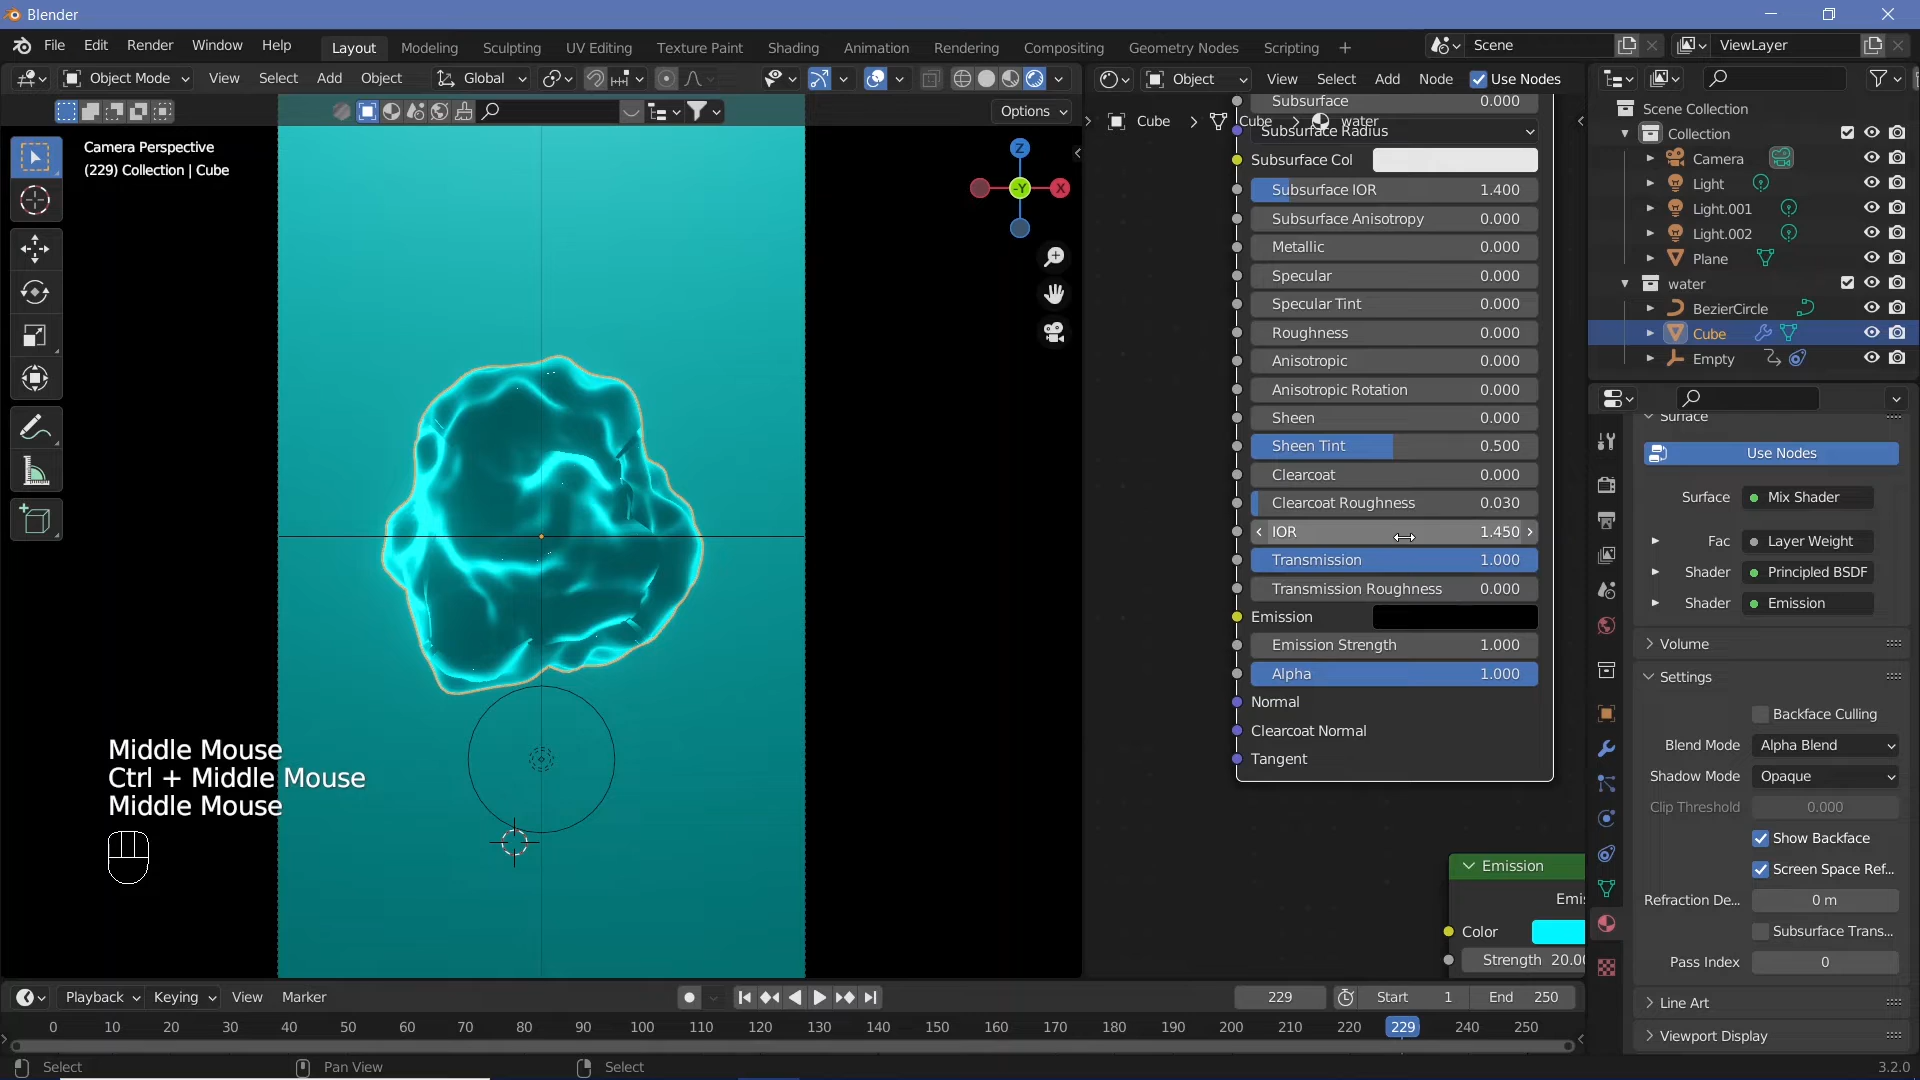 Blender
File Edit Render Window Help
Layout Modeling Sculpting UV Editing Texture Paint Shading Animation Rendering Compositing Geometry Nodes Scripting +
Scene
ViewLayer
Object Mode View Select Add Object Global
Object View Select Add Node Use Nodes
Options
Camera Perspective
(229) Collection | Cube
Z
-Y
X
Cube > Cube > water
Subsurface 0.000
Subsurface Radius
Subsurface Col
Subsurface IOR 1.400
Subsurface Anisotropy 0.000
Metallic 0.000
Specular 0.000
Specular Tint 0.000
Roughness 0.000
Anisotropic 0.000
Anisotropic Rotation 0.000
Sheen 0.000
Sheen Tint 0.500
Clearcoat 0.000
Clearcoat Roughness 0.030
IOR 1.450
Transmission 1.000
Transmission Roughness 0.000
Emission
Emission Strength 1.000
Alpha 1.000
Normal
Clearcoat Normal
Tangent
Emission
Emi
Color
Strength 20.00
Scene Collection
Collection
Camera
Light
Light.001
Light.002
Plane
water
BezierCircle
Cube
Empty
Surface
Use Nodes
Surface Mix Shader
Fac Layer Weight
Shader Principled BSDF
Shader Emission
Volume
Settings
Backface Culling
Blend Mode Alpha Blend
Shadow Mode Opaque
Clip Threshold 0.000
Show Backface
Screen Space Ref...
Refraction De... 0 m
Subsurface Trans...
Pass Index 0
Line Art
Viewport Display
Middle Mouse
Ctrl + Middle Mouse
Middle Mouse
Playback Keying View Marker
229 Start 1 End 250
0 10 20 30 40 50 60 70 80 90 100 110 120 130 140 150 160 170 180 190 200 210 220 229 240 250
Select Pan View Select 3.2.0